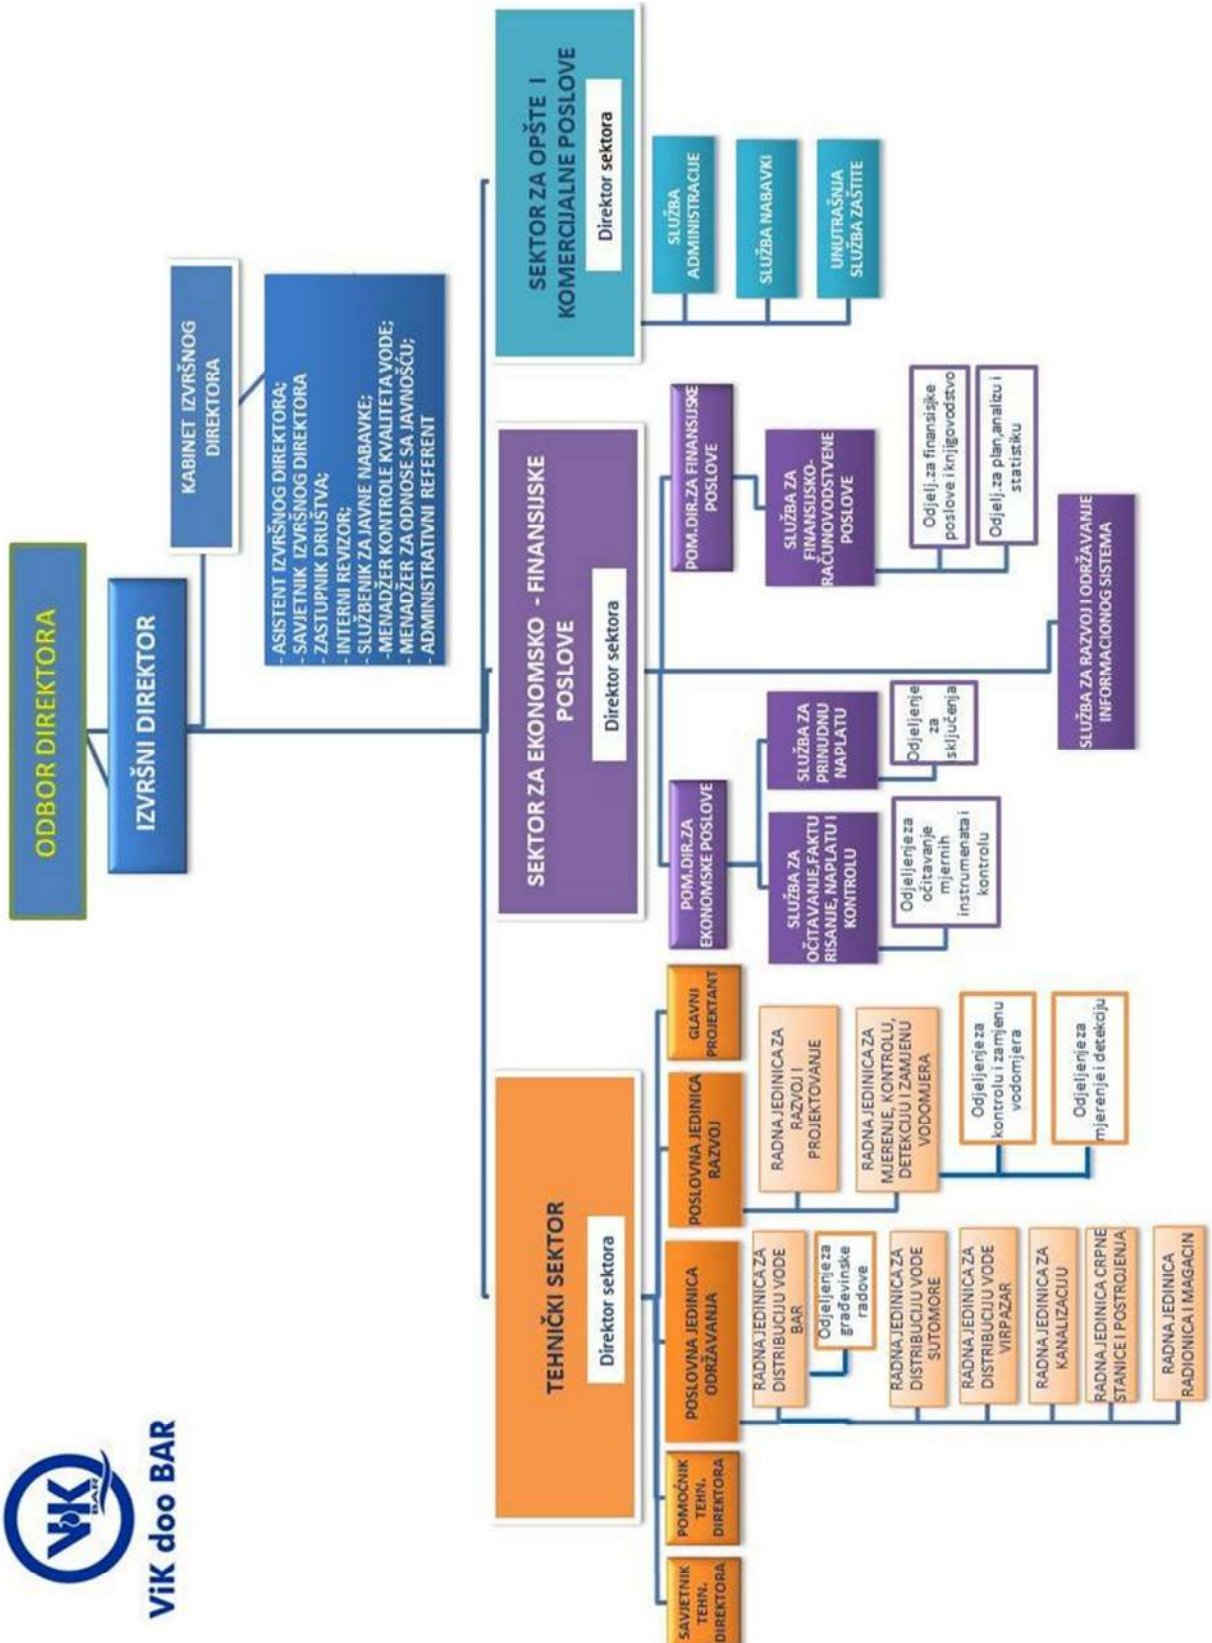 ViK
BAR
ViK doo BAR
ODBOR DIREKTORA
IZVRŠNI DIREKTOR
KABINET IZVRŠNOG
DIREKTORA
- ASISTENT IZVRŠNOG DIREKTORA;
- SAVJETNIK IZVRŠNOG DIREKTORA
- ZASTUPNIK DRUŠTVA;
- INTERNI REVIZOR;
- SLUŽBENIK ZA JAVNE NABAVKE;
-MENADŽER KONTROLE KVALITETA VODE;
- MENADŽER ZA ODNOSE SA JAVNOŠĆU;
- ADMINISTRATIVNI REFERENT
TEHNIČKI SEKTOR
Direktor sektora
SEKTOR ZA EKONOMSKO - FINANSIJSKE
POSLOVE
Direktor sektora
SEKTOR ZA OPŠTE I
KOMERCIJALNE POSLOVE
Direktor sektora
SAVJETNIK
TEHN.
DIREKTORA
POMOĆNIK
TEHN.
DIREKTORA
POSLOVNA JEDINICA
ODRŽAVANJA
POSLOVNA JEDINICA
RAZVOJ
GLAVNI
PROJEKTANT
RADNA JEDINICA ZA
DISTRIBUCIJU VODE
BAR
Odjeljenje za
građevinske
radove
RADNA JEDINICA ZA
DISTRIBUCIJU VODE
SUTOMORE
RADNA JEDINICA ZA
DISTRIBUCIJU VODE
VIRPAZAR
RADNA JEDINICA ZA
KANALIZACIJU
RADNA JEDINICA CRPNE
STANICE I POSTROJENJA
RADNA JEDINICA
RADIONICA I MAGACIN
RADNA JEDINICA ZA
RAZVOJ I
PROJEKTOVANJE
RADNA JEDINICA ZA
MJERENJE, KONTROLU,
DETEKCIJU I ZAMJENU
VODOMJERA
Odjeljenje za
kontrolu i zamjenu
vodomjera
Odjeljenje za
mjerenje i detekciju
POM.DIR.ZA
EKONOMSKE POSLOVE
SLUŽBA ZA
OČITAVANJE,FAKTU
RISANJE, NAPLATU I
KONTROLU
Odjeljenje za
očitavanje
mjernih
instrumenata i
kontrolu
SLUŽBA ZA
PRINUDNU
NAPLATU
Odjeljenje
za
isključenja
POM.DIR.ZA FINANSIJSKE
POSLOVE
SLUŽBA ZA
FINANSIJSKO-
RAČUNOVODSTVENE
POSLOVE
Odjelj.za finansisjke
poslove i knjigovodstvo
Odjelj.za plan,analizu i
statistiku
SLUŽBA ZA RAZVOJ I ODRŽAVANJE
INFORMACIONOG SISTEMA
SLUŽBA
ADMINISTRACIJE
SLUŽBA NABAVKI
UNUTRAŠNJA
SLUŽBA ZAŠTITE